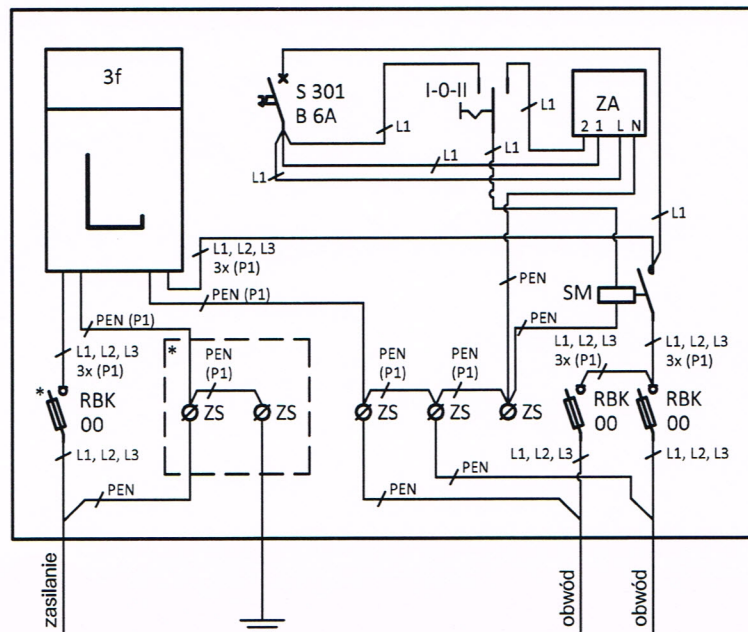 3f
S 301
B 6A
I-0-II
ZA
2 1 L N
L1
L1
L1
L1
L1
L1
L1, L2, L3
3x (P1)
PEN (P1)
PEN
PEN (P1)
SM
PEN
L1, L2, L3
3x (P1)
*
PEN
(P1)
PEN
(P1)
PEN
(P1)
L1, L2, L3
3x (P1)
L1, L2, L3
3x (P1)
*
RBK
00
ZS
ZS
ZS
ZS
ZS
RBK
00
RBK
00
L1, L2, L3
L1, L2, L3
L1, L2, L3
PEN
PEN
PEN
zasilanie
obwód
obwód